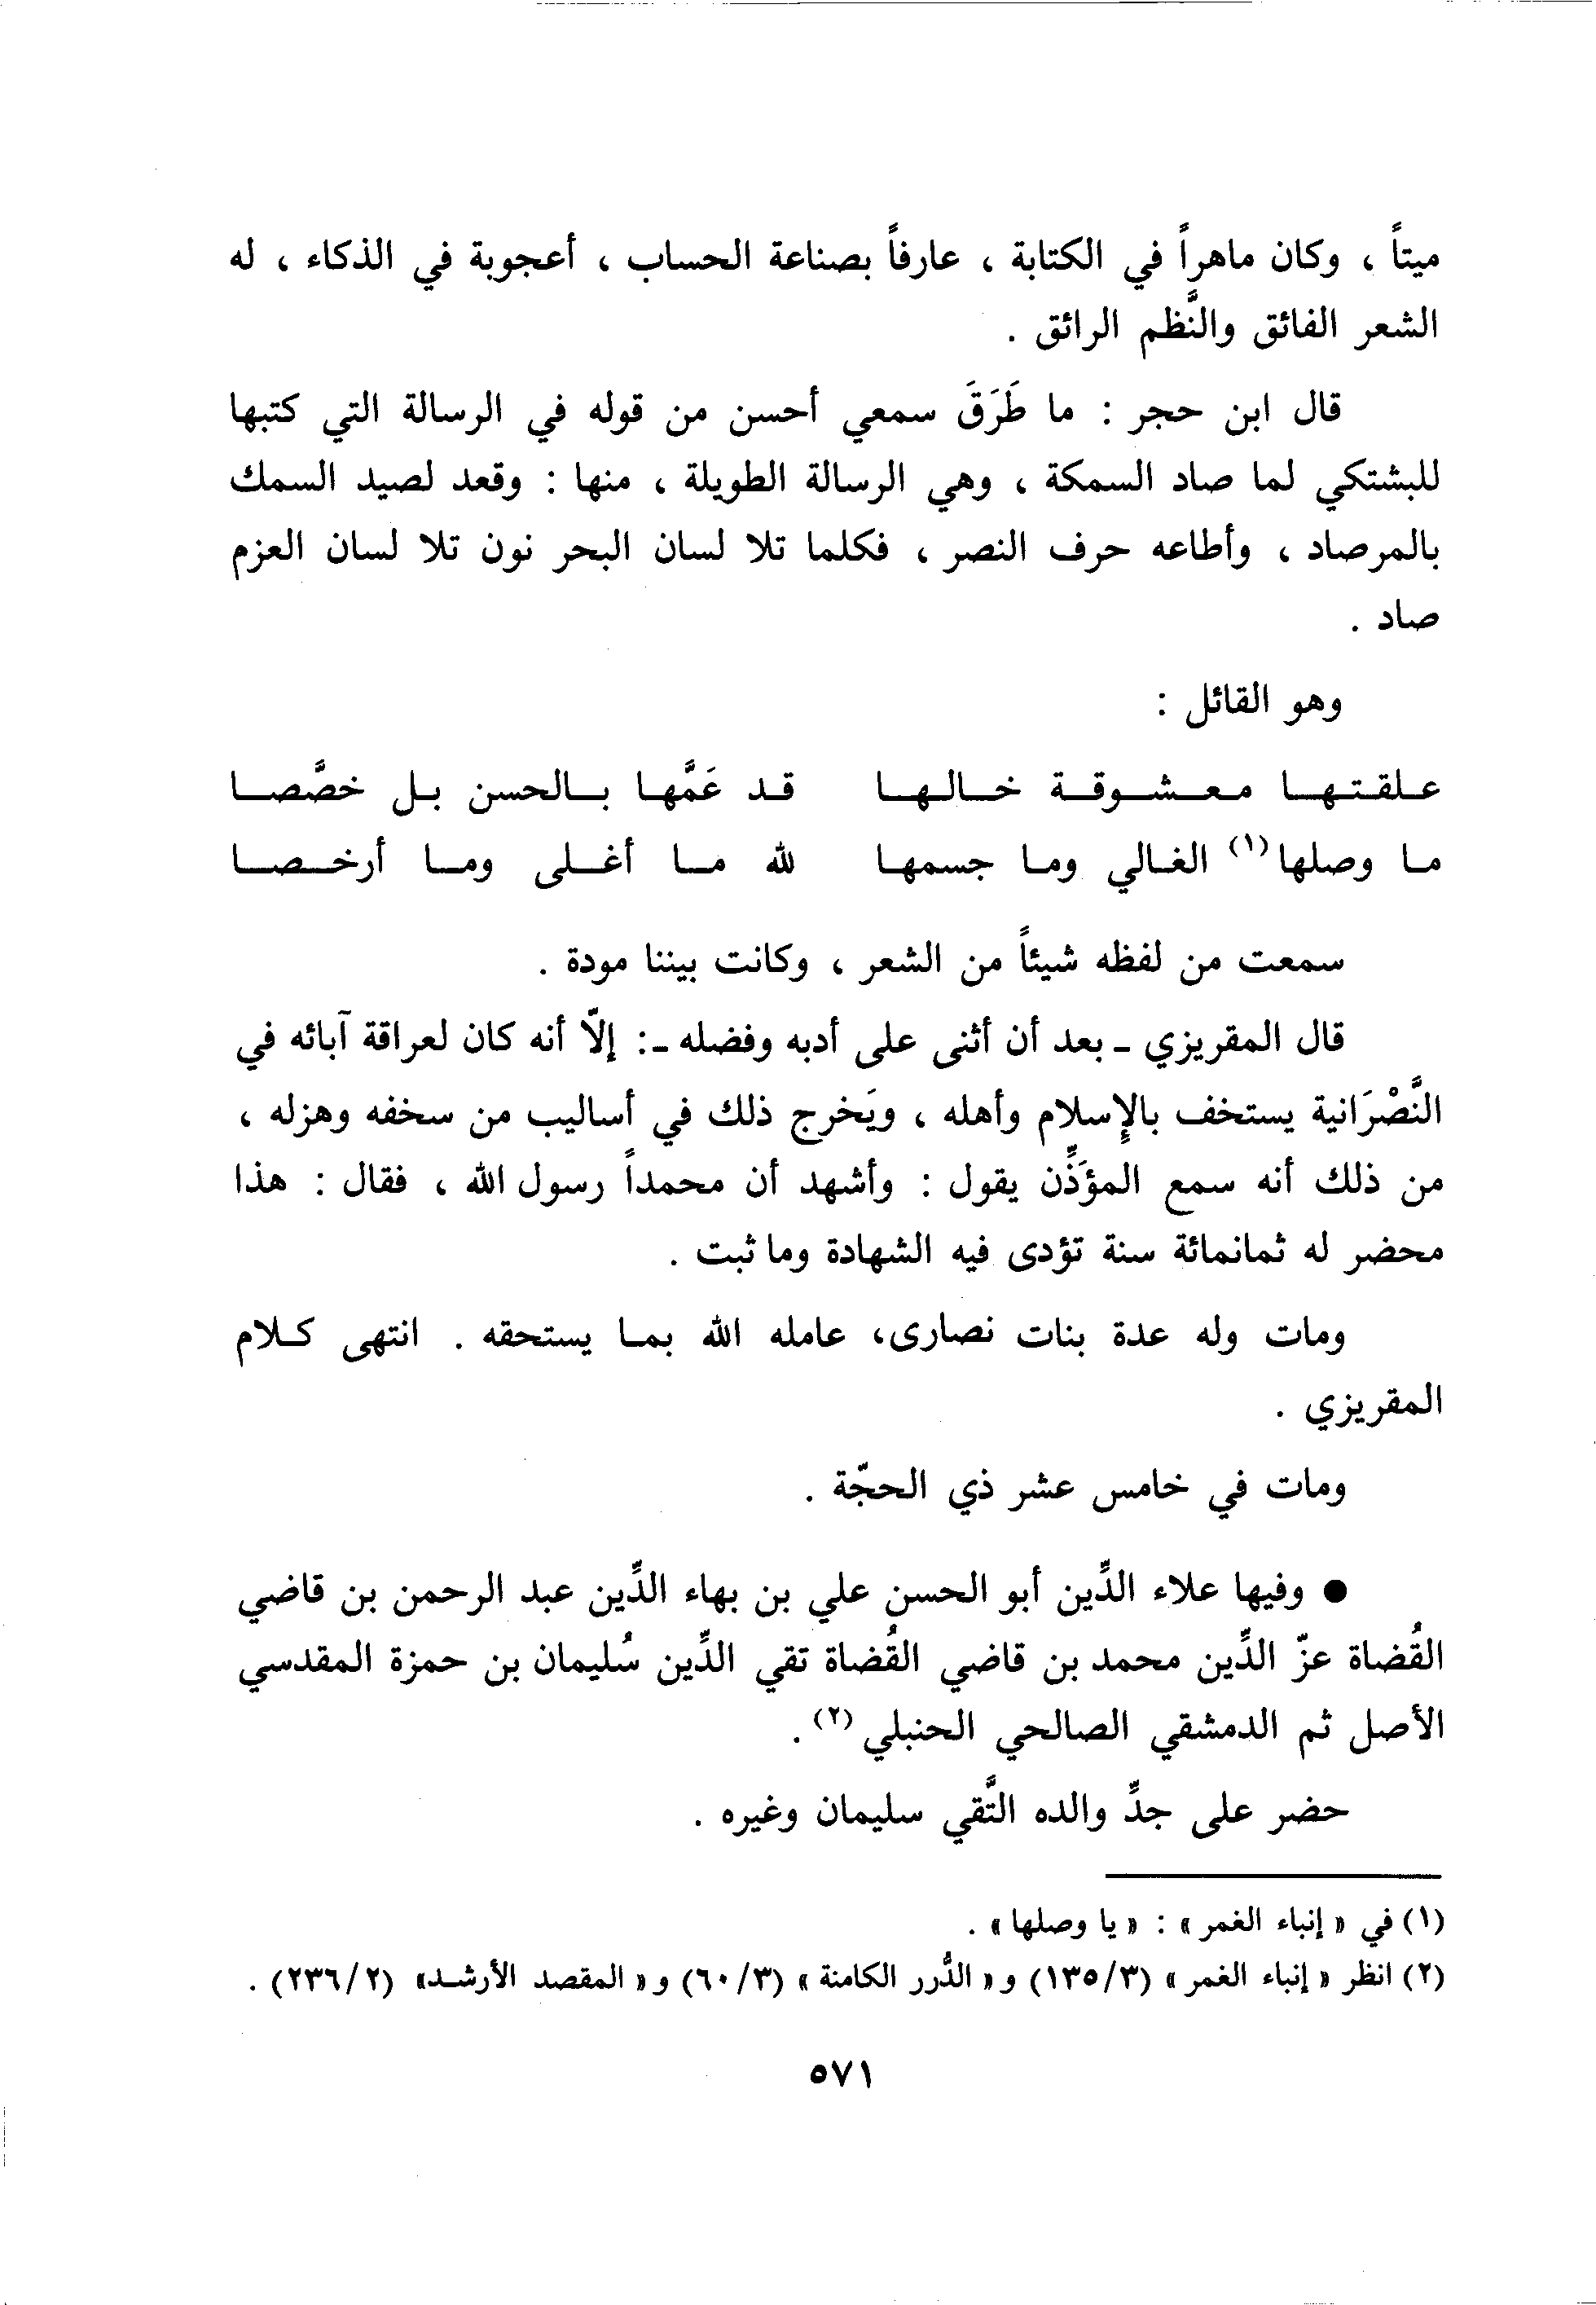 ميتاً ، وكان ماهراً في الكتابة ، عارفاً بصناعة الحساب ، أعجوبة في الذكاء ، له
الشعر الفائق والنَّظم الرائق .
قال ابن حجر : ما طَرَقَ سمعي أحسن من قوله في الرسالة التي كتبها
للبشتكي لما صاد السمكة ، وهي الرسالة الطويلة ، منها : وقعد لصيد السمك
بالمرصاد ، وأطاعه حرف النصر ، فكلما تلا لسان البحر نون تلا لسان العزم
صاد .
وهو القائل :
علقتها معشوقة خالها قد عَمَّها بالحسن بل خصَّصا
ما وصلها(١) الغالي وما جسمها لله ما أغلى وما أرخصا
سمعت من لفظه شيئاً من الشعر ، وكانت بيننا مودة .
قال المقريزي ـ بعد أن أثنى على أدبه وفضله ـ: إلّا أنه كان لعراقة آبائه في
النَّصْرَانية يستخف بالإِسلام وأهله ، ويَخرج ذلك في أساليب من سخفه وهزله ،
من ذلك أنه سمع المؤَذِّن يقول : وأشهد أن محمداً رسول الله ، فقال : هذا
محضر له ثمانمائة سنة تؤدى فيه الشهادة وما ثبت .
ومات وله عدة بنات نصارى، عامله الله بما يستحقه . انتهى كلام
المقريزي .
ومات في خامس عشر ذي الحجّة .
● وفيها علاء الدِّين أبو الحسن علي بن بهاء الدِّين عبد الرحمن بن قاضي
القُضاة عزّ الدِّين محمد بن قاضي القُضاة تقي الدِّين سُليمان بن حمزة المقدسي
الأصل ثم الدمشقي الصالحي الحنبلي (٢) .
حضر على جدِّ والده التَّقي سليمان وغيره .
(١) في « إنباء الغمر» : « يا وصلها» .
(٢) انظر « إنباء الغمر » (١٣٥/٣) و « الدُّرر الكامنة » (٦٠/٣) و « المقصد الأرشد» (٢٣٦/٢) .
٥٧١